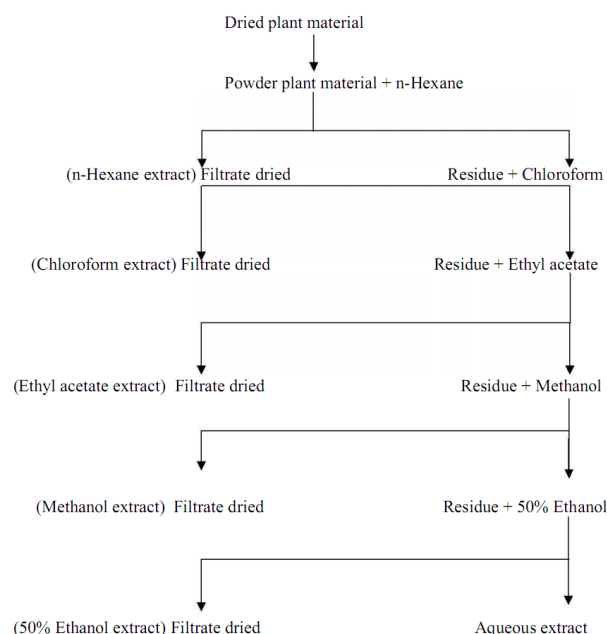 Dried plant material
Powder plant material + n-Hexane
(n-Hexane extract) Filtrate dried
Residue + Chloroform
(Chloroform extract) Filtrate dried
Residue + Ethyl acetate
(Ethyl acetate extract) Filtrate dried
Residue + Methanol
(Methanol extract) Filtrate dried
Residue + 50% Ethanol
(50% Ethanol extract) Filtrate dried
Aqueous extract